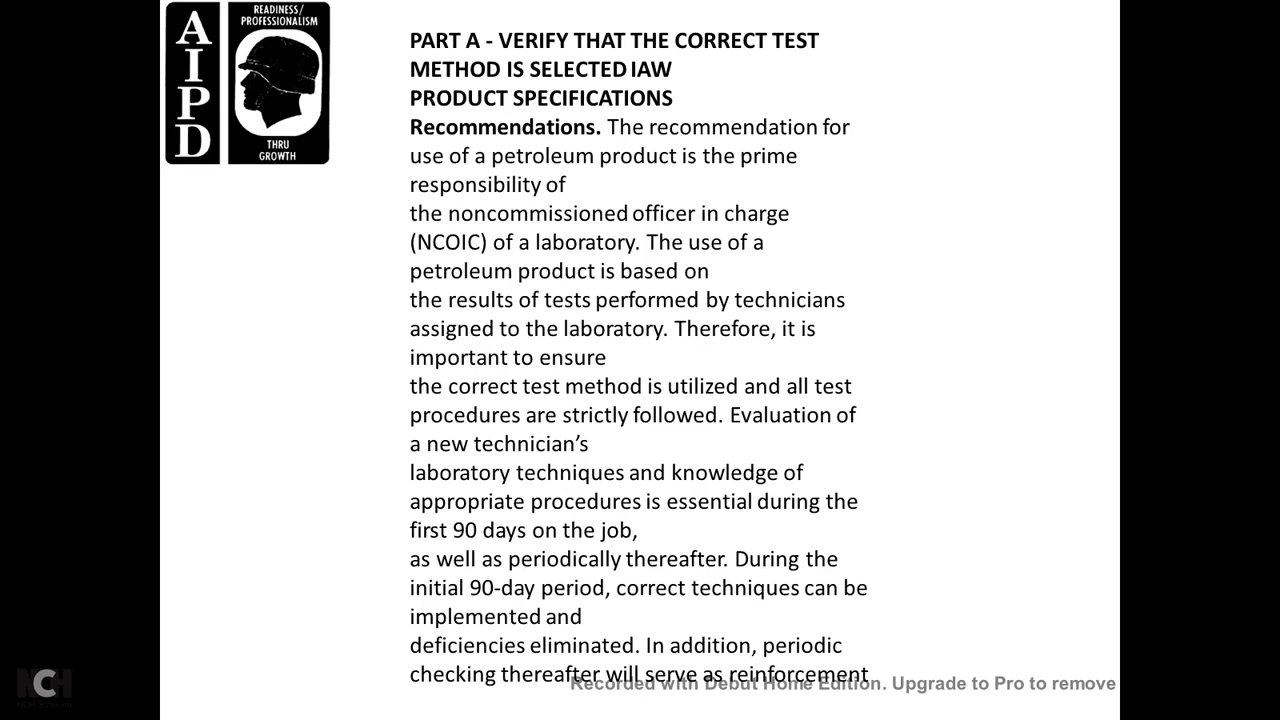 AIPD
READINESS/
PROFESSIONALISM
THRU
GROWTH
PART A - VERIFY THAT THE CORRECT TEST
METHOD IS SELECTED IAW
PRODUCT SPECIFICATIONS
Recommendations. The recommendation for
use of a petroleum product is the prime
responsibility of
the noncommissioned officer in charge
(NCOIC) of a laboratory. The use of a
petroleum product is based on
the results of tests performed by technicians
assigned to the laboratory. Therefore, it is
important to ensure
the correct test method is utilized and all test
procedures are strictly followed. Evaluation of
a new technician’s
laboratory techniques and knowledge of
appropriate procedures is essential during the
first 90 days on the job,
as well as periodically thereafter. During the
initial 90-day period, correct techniques can be
implemented and
deficiencies eliminated. In addition, periodic
checking thereafter will serve as reinforcement
Recorded with Debut Home Edition. Upgrade to Pro to remove
NCH